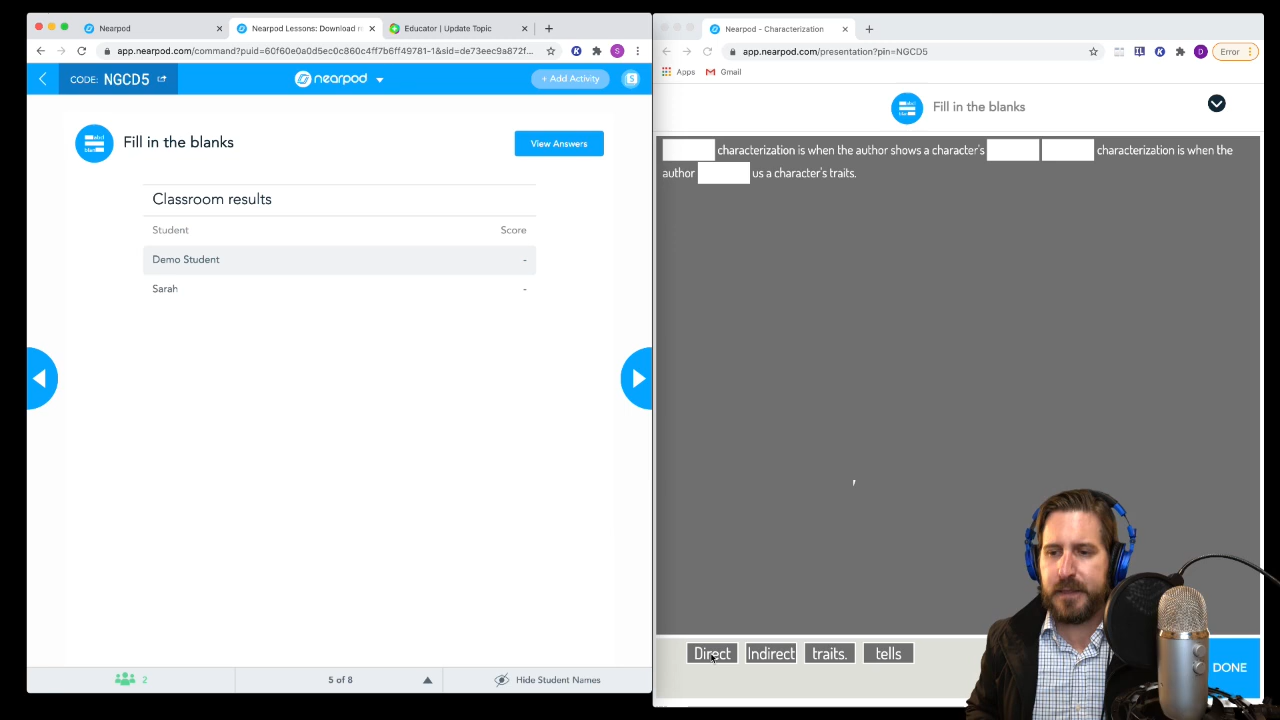 Nearpod
Nearpod Lessons: Download r
Educator | Update Topic
app.nearpod.com/command?puid=60f60e0a0d5ec0c860c4ff7b6ff49781-1&sid=de73eec9a872f...
S
CODE: NGCD5
nearpod
+ Add Activity
S
Fill in the blanks
View Answers
Classroom results
Student Score
Demo Student -
Sarah -
2
5 of 8
Hide Student Names
Nearpod - Characterization
app.nearpod.com/presentation?pin=NGCD5
D
Error
Apps
Gmail
Fill in the blanks
characterization is when the author shows a character's characterization is when the
author us a character's traits.
Direct Indirect traits. tells
DONE